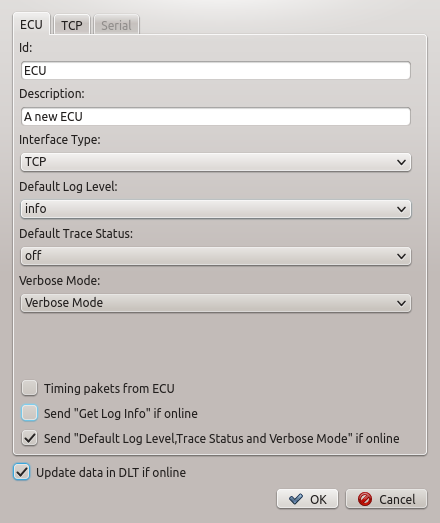 ECU TCP Serial
Id:
ECU
Description:
A new ECU
Interface Type:
TCP
Default Log Level:
info
Default Trace Status:
off
Verbose Mode:
Verbose Mode
Timing pakets from ECU
Send "Get Log Info" if online
Send "Default Log Level,Trace Status and Verbose Mode" if online
Update data in DLT if online
OK Cancel